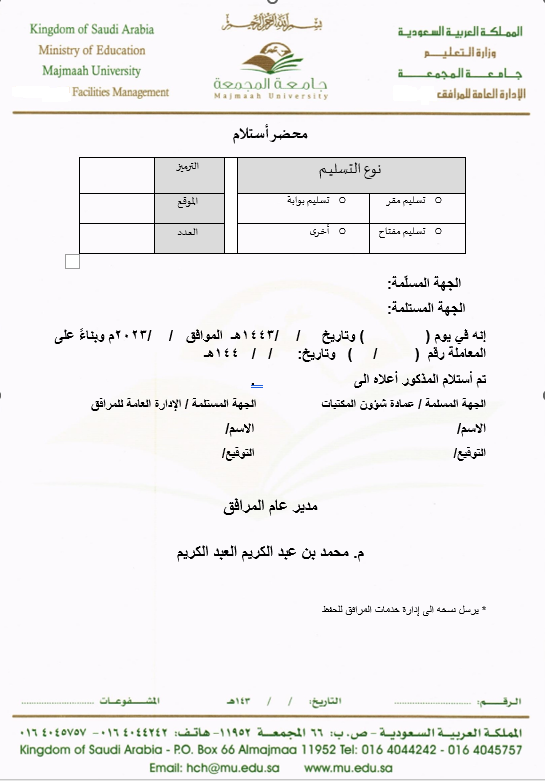 المملكة العربية السعودية
وزارة التعليم
جامعة المجمعة
الإدارة العامة للمرافق
بسم الله الرحمن الرحيم
جامعة المجمعة
Majmaah University
Kingdom of Saudi Arabia
Ministry of Education
Majmaah University
Facilities Management
محضر أستلام
نوع التسليم
تسليم مقر
تسليم بوابة
تسليم مفتاح
أخرى
الترميز
الموقع
العدد
الجهة المسلّمة:
الجهة المستلمة:
إنه في يوم ( ) وتاريخ / /١٤٤٣هـ الموافق / /٢٠٢٣م وبناءً على
المعاملة رقم ( / ) وتاريخ: / / ١٤٤هـ
تم أستلام المذكور أعلاه الى .
الجهة المسلمة / عمادة شؤون المكتبات
الجهة المستلمة / الإدارة العامة للمرافق
الاسم/
الاسم/
التوقيع/
التوقيع/
مدير عام المرافق
م. محمد بن عبد الكريم العبد الكريم
* يرسل نسخه الى إدارة خدمات المرافق للحفظ
الرقـم: ........................ التاريخ: / / ١٤٣هـ المشفوعات ........................
المملكة العربية السعودية - ص.ب: ٦٦ المجمعة ١١٩٥٢- هاتف: ٠١٦٤٠٤٤٢٤٢ - ٠١٦٤٠٤٥٧٥٧
Kingdom of Saudi Arabia - P.O. Box 66 Almajmaa 11952 Tel: 016 4044242 - 016 4045757
Email: hch@mu.edu.sa www.mu.edu.sa